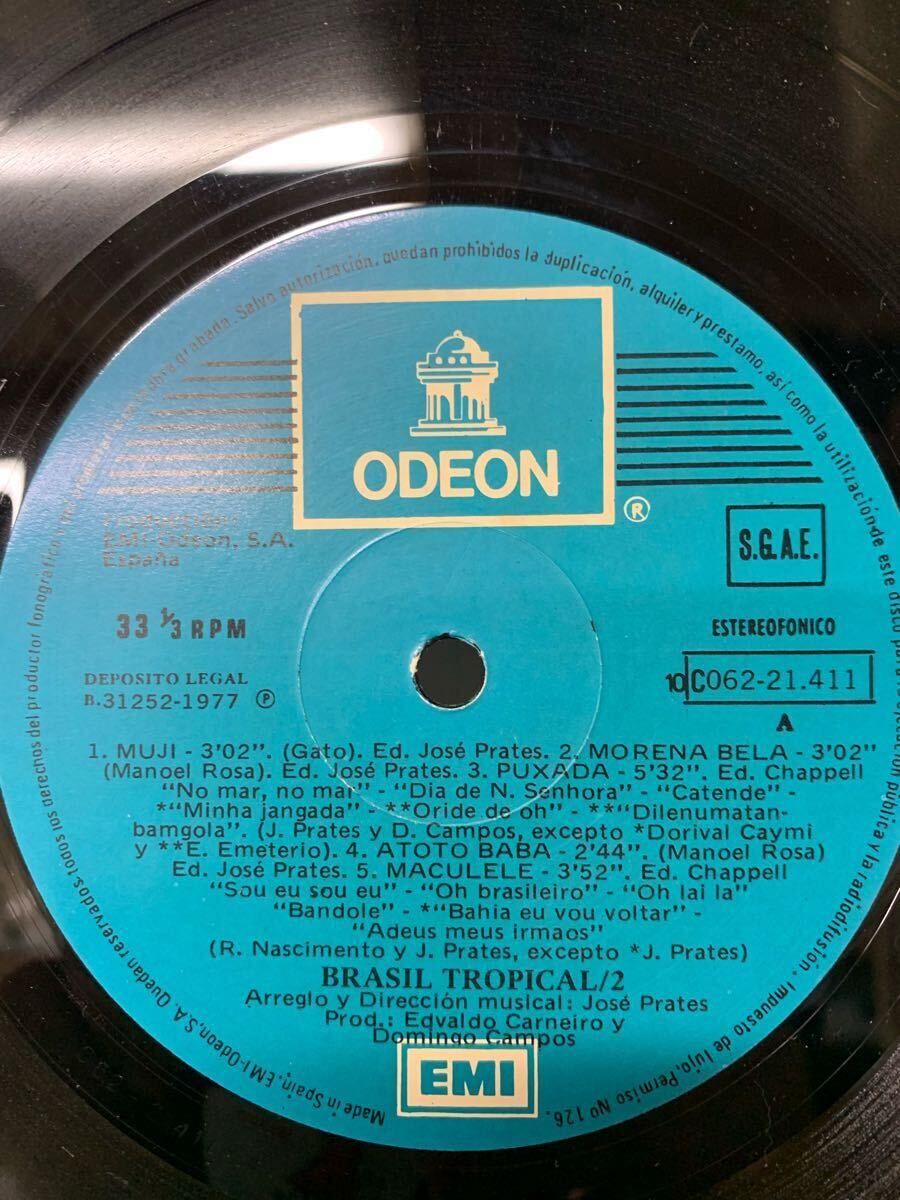 ODEON
®
Producción:
EMI-Odeon, S.A.
España
S.G.A.E.
33 1/3 RPM
ESTEREOFONICO
DEPOSITO LEGAL
B.31252-1977 Ⓟ
10C062-21.411
A
1. MUJI - 3'02". (Gato). Ed. José Prates. 2. MORENA BELA - 3'02"
(Manoel Rosa). Ed. José Prates. 3. PUXADA - 5'32". Ed. Chappell
"No mar, no mar" - "Dia de N. Senhora" - "Catende" -
*"Minha jangada" - **Oride de oh" - **"Dilenumatan-
bamgola". (J. Prates y D. Campos, excepto *Dorival Caymi
y **E. Emeterio). 4. ATOTO BABA - 2'44". (Manoel Rosa)
Ed. José Prates. 5. MACULELE - 3'52". Ed. Chappell
"Sou eu sou eu" - "Oh brasileiro" - "Oh lai la"
"Bandole" - *"Bahia eu vou voltar" -
"Adeus meus irmaos"
(R. Nascimento y J. Prates, excepto *J. Prates)
BRASIL TROPICAL/2
Arreglo y Dirección musical: José Prates
Prod.: Edvaldo Carneiro y
Domingo Campos
EMI
Made in Spain, EMI-Odeon, S.A. Quedan reservados todos los derechos del productor fonográfico y obra grabada. Salvo autorización, quedan prohibidos la duplicación, alquiler y préstamo, así como la utilización de este disco pública y la radiodifusión. Impuesto de lujo, Permiso Nº 126.